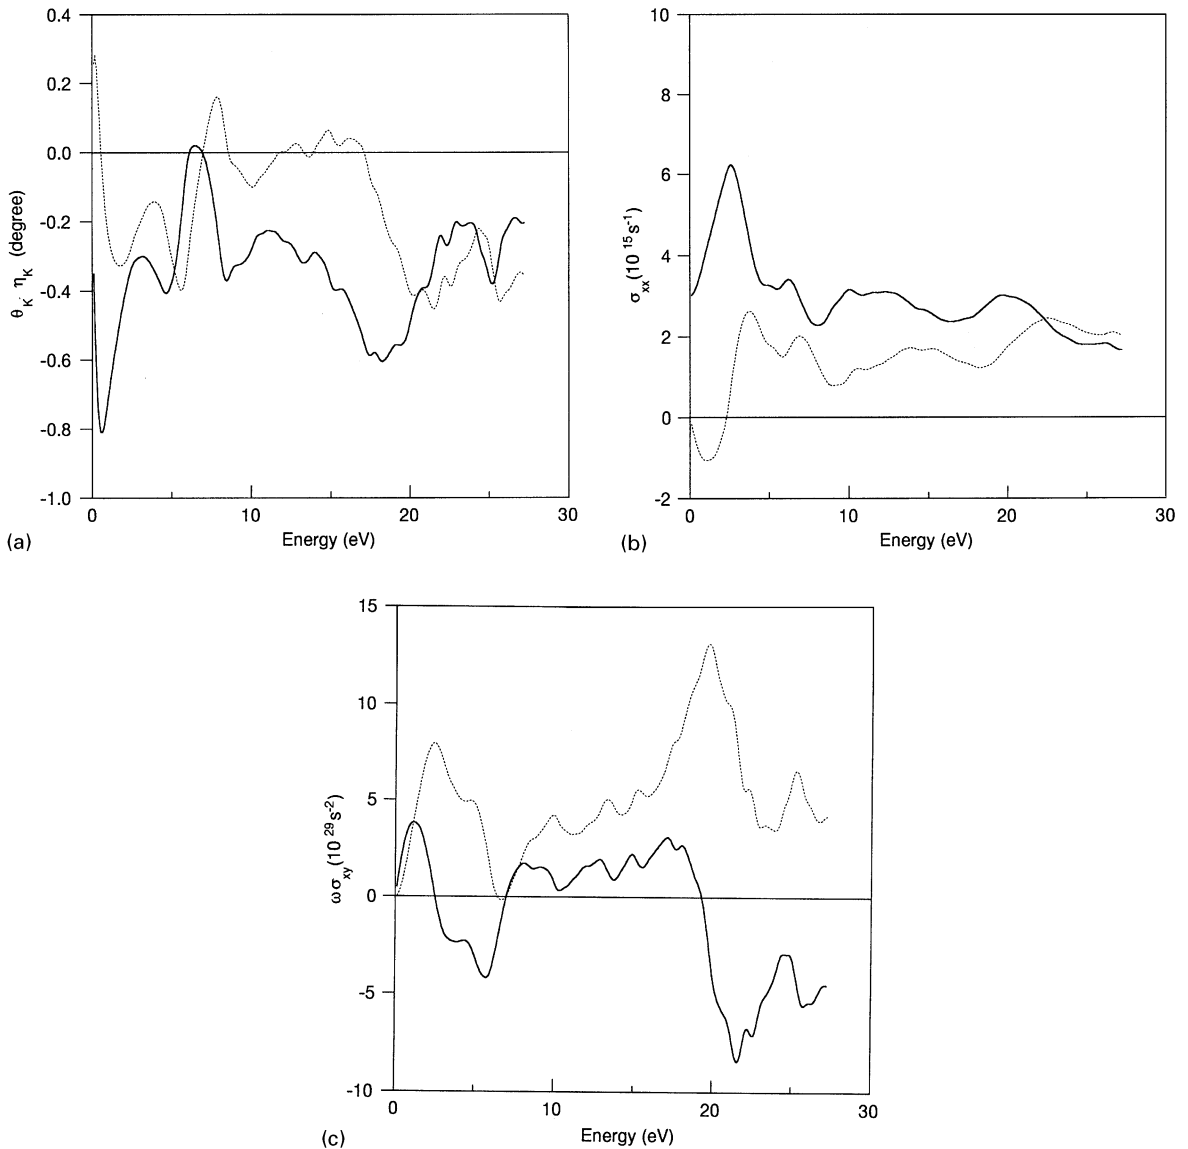 0.4
0.2
0.0
-0.2
-0.4
-0.6
-0.8
-1.0
θK, ηK (degree)
0 10 20 30
Energy (eV)
(a)
10
8
6
4
2
0
-2
σxx(10 15s-1)
0 10 20 30
Energy (eV)
(b)
15
10
5
0
-5
-10
ωσxy(10 29s-2)
0 10 20 30
Energy (eV)
(c)